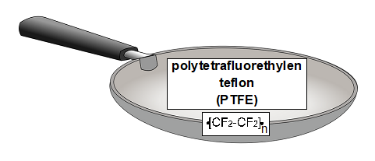 polytetrafluorethylen
teflon
(PTFE)
-[CF2-CF2]-n